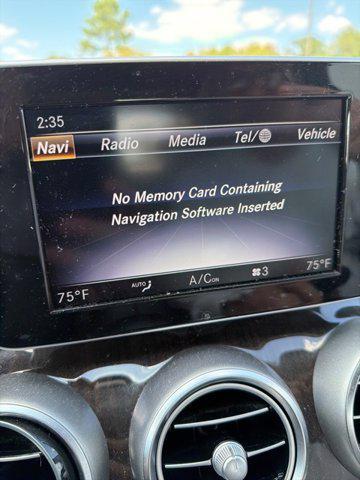 2:35
Navi Radio Media Tel/ Vehicle
No Memory Card Containing
Navigation Software Inserted
75°F AUTO A/C ON 3 75°F